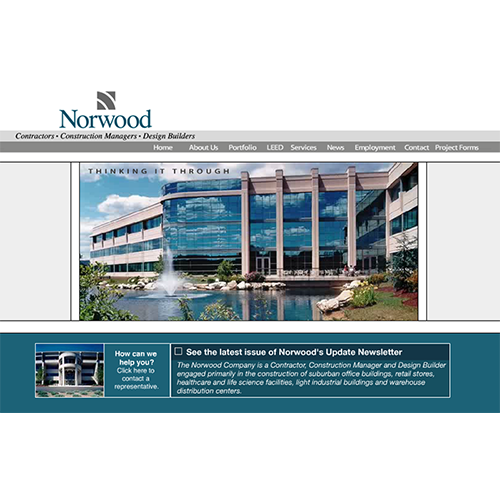 Norwood
Contractors • Construction Managers • Design Builders
Home About Us Portfolio LEED Services News Employment Contact Project Forms
THINKING IT THROUGH
How can we
help you?
Click here to
contact a
representative.
See the latest issue of Norwood's Update Newsletter
The Norwood Company is a Contractor, Construction Manager and Design Builder
engaged primarily in the construction of suburban office buildings, retail stores,
healthcare and life science facilities, light industrial buildings and warehouse
distribution centers.